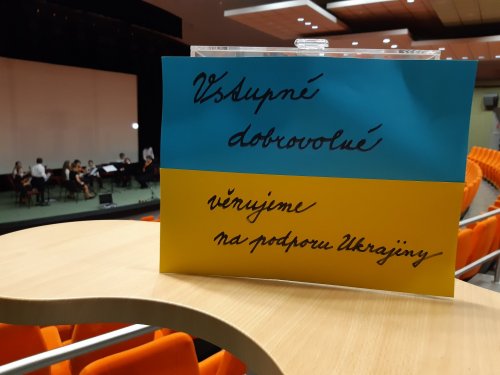 Vstupné
dobrovolné
věnujeme
na podporu Ukrajiny